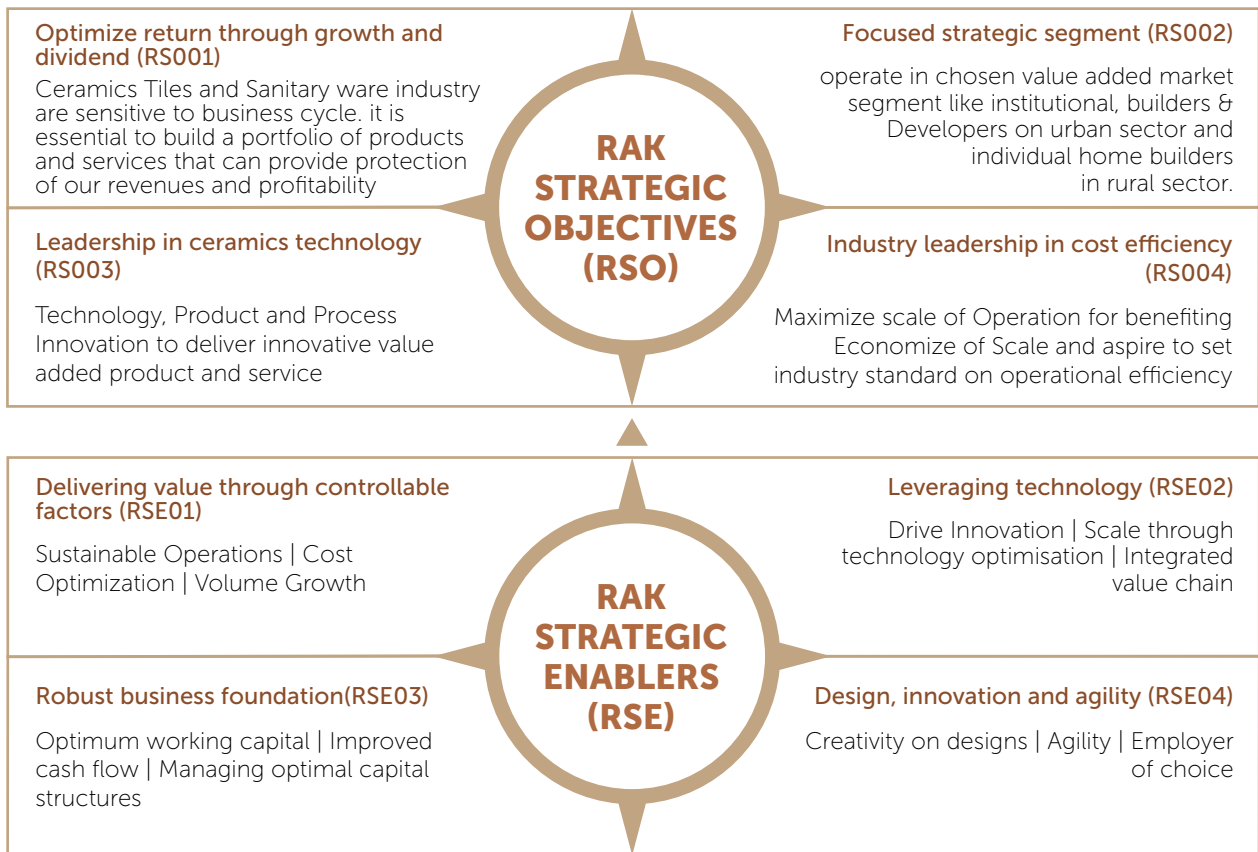 Optimize return through growth and
dividend (RS001)
Ceramics Tiles and Sanitary ware industry
are sensitive to business cycle. it is
essential to build a portfolio of products
and services that can provide protection
of our revenues and profitability
Focused strategic segment (RS002)
operate in chosen value added market
segment like institutional, builders &
Developers on urban sector and
individual home builders
in rural sector.
RAK
STRATEGIC
OBJECTIVES
(RSO)
Leadership in ceramics technology
(RS003)
Technology, Product and Process
Innovation to deliver innovative value
added product and service
Industry leadership in cost efficiency
(RS004)
Maximize scale of Operation for benefiting
Economize of Scale and aspire to set
industry standard on operational efficiency
Delivering value through controllable
factors (RSE01)
Sustainable Operations | Cost
Optimization | Volume Growth
Leveraging technology (RSE02)
Drive Innovation | Scale through
technology optimisation | Integrated
value chain
RAK
STRATEGIC
ENABLERS
(RSE)
Robust business foundation(RSE03)
Optimum working capital | Improved
cash flow | Managing optimal capital
structures
Design, innovation and agility (RSE04)
Creativity on designs | Agility | Employer
of choice